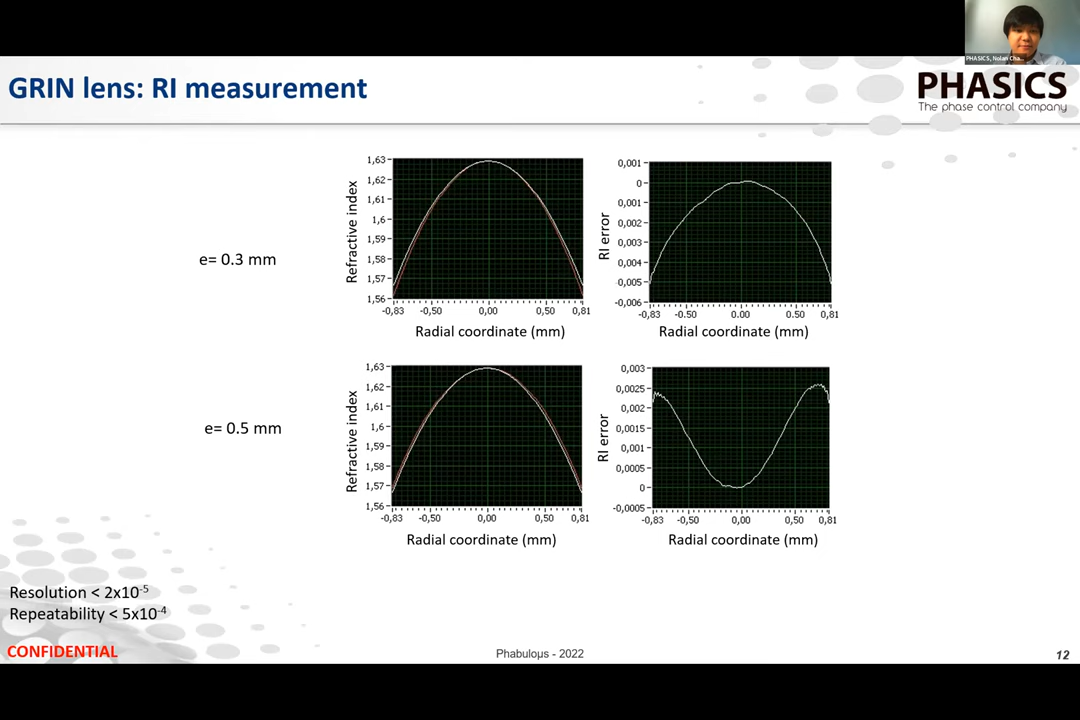 PHASICS, Nolan Cha...
GRIN lens: RI measurement
PHASICS
The phase control company
e= 0.3 mm
Refractive index
1,63
1,62
1,61
1,6
1,59
1,58
1,57
1,56
-0,83 -0,50 0,00 0,50 0,81
Radial coordinate (mm)
RI error
0,001
0
0,001
0,002
0,003
0,004
0,005
-0,006
-0,83 -0.50 0.00 0.50 0,81
Radial coordinate (mm)
e= 0.5 mm
Refractive index
1,63
1,62
1,61
1,6
1,59
1,58
1,57
1,56
-0,83 -0,50 0,00 0,50 0,81
Radial coordinate (mm)
RI error
0,003
0,0025
0,002
0,0015
0,001
0,0005
0
-0,0005
-0,83 -0,50 0,00 0,50 0,81
Radial coordinate (mm)
Resolution < 2x10⁻⁵
Repeatability < 5x10⁻⁴
CONFIDENTIAL
Phabuloµs - 2022
12